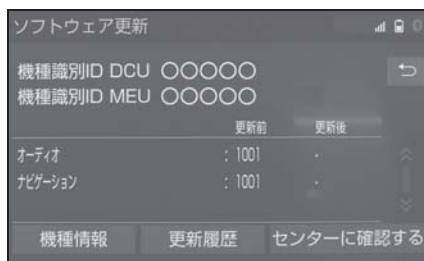 ソフトウェア更新
機種識別ID DCU ○○○○○
機種識別ID MEU ○○○○○
更新前 更新後
オーディオ : 1001 -
ナビゲーション : 1001 -
機種情報 更新履歴 センターに確認する